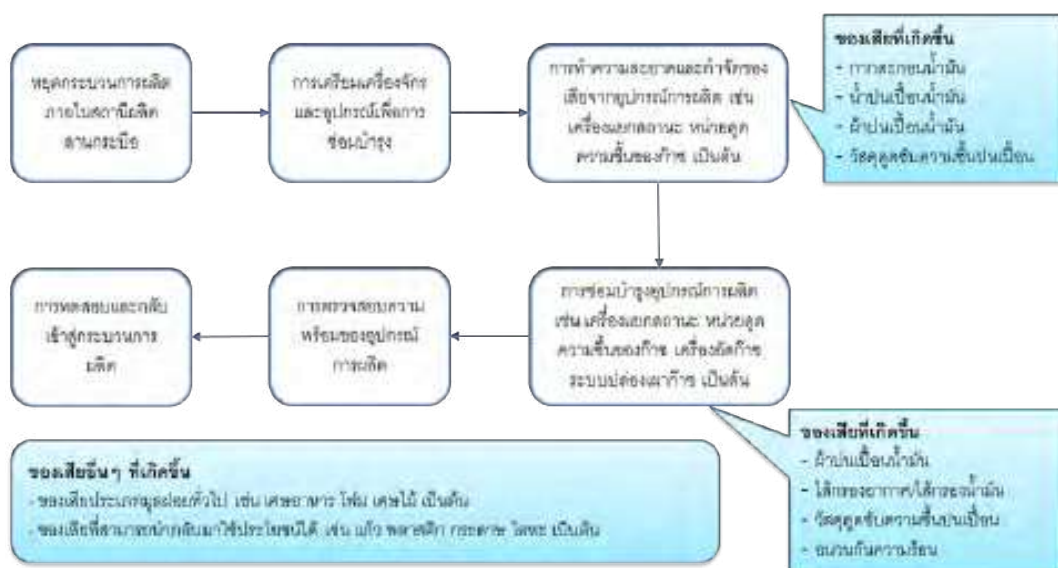 หยุดกระบวนการผลิต
ภายในสถานีผลิต
ลานกระบือ
การเตรียมเครื่องจักร
และอุปกรณ์เพื่อการ
ซ่อมบำรุง
การทำความสะอาดและกำจัดของ
เสียจากอุปกรณ์การผลิต เช่น
เครื่องแยกสถานะ หน่วยดูด
ความชื้นของก๊าซ เป็นต้น
ของเสียที่เกิดขึ้น
- กากตะกอนน้ำมัน
- น้ำปนเปื้อนน้ำมัน
- ผ้าปนเปื้อนน้ำมัน
- วัสดุดูดซับความชื้นปนเปื้อน
การทดสอบและกลับ
เข้าสู่กระบวนการ
ผลิต
การตรวจสอบความ
พร้อมของอุปกรณ์
การผลิต
การซ่อมบำรุงอุปกรณ์การผลิต
เช่น เครื่องแยกสถานะ หน่วยดูด
ความชื้นของก๊าซ เครื่องอัดก๊าซ
ระบบปล่องเผาก๊าซ เป็นต้น
ของเสียที่เกิดขึ้น
- ผ้าปนเปื้อนน้ำมัน
- ไส้กรองอากาศ/ไส้กรองน้ำมัน
- วัสดุดูดซับความชื้นปนเปื้อน
- ฉนวนกันความร้อน
ของเสียอื่นๆ ที่เกิดขึ้น
- ของเสียประเภทมูลฝอยทั่วไป เช่น เศษอาหาร โฟม เศษไม้ เป็นต้น
- ของเสียที่สามารถนำกลับมาใช้ประโยชน์ได้ เช่น แก้ว พลาสติก กระดาษ โลหะ เป็นต้น